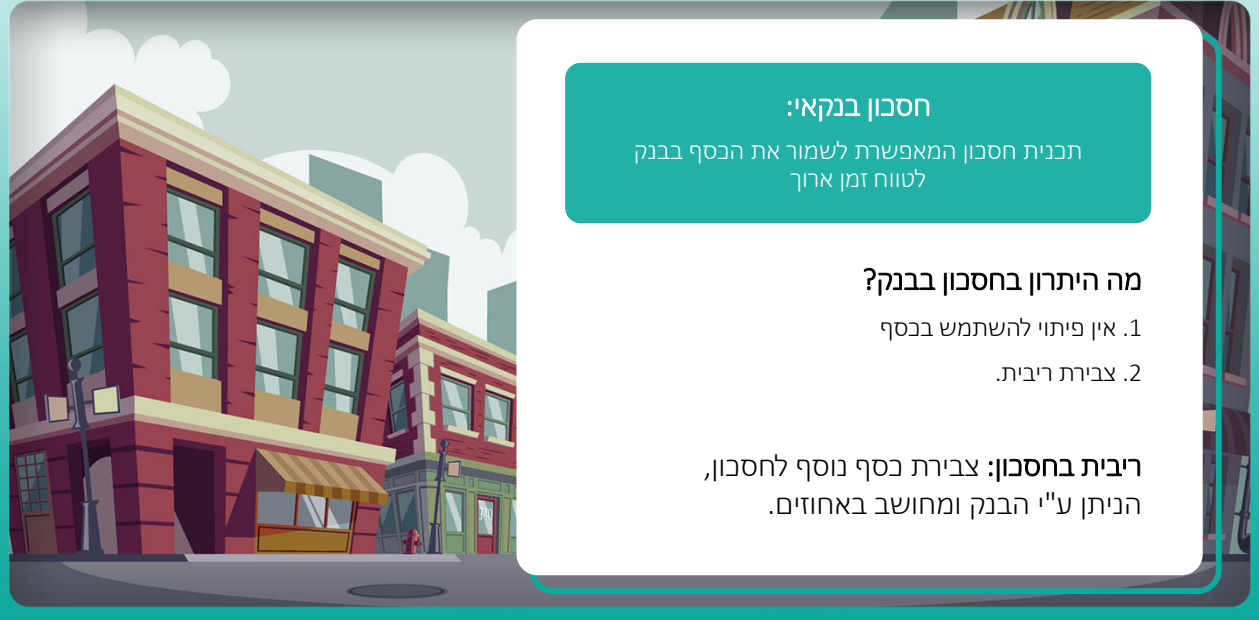 חסכון בנקאי:
תכנית חסכון המאפשרת לשמור את הכסף בבנק
לטווח זמן ארוך
מה היתרון בחסכון בבנק?
1. אין פיתוי להשתמש בכסף
2. צבירת ריבית.
ריבית בחסכון: צבירת כסף נוסף לחסכון,
הניתן ע"י הבנק ומחושב באחוזים.